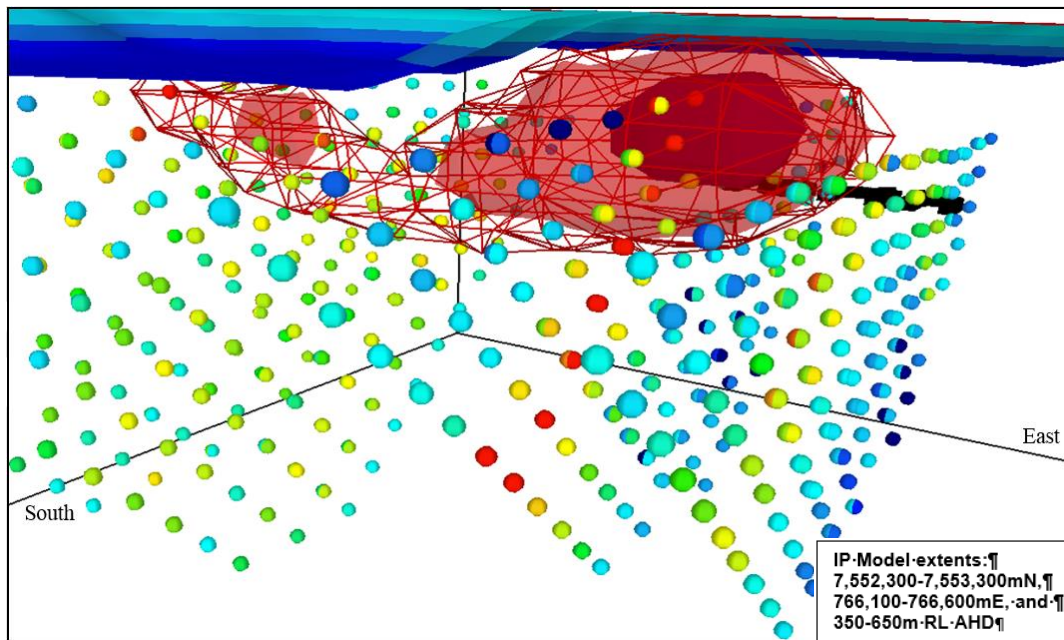 South
East
IP·Model·extents:¶
7,552,300-7,553,300mN,¶
766,100-766,600mE,·and·¶
350-650m·RL·AHD¶